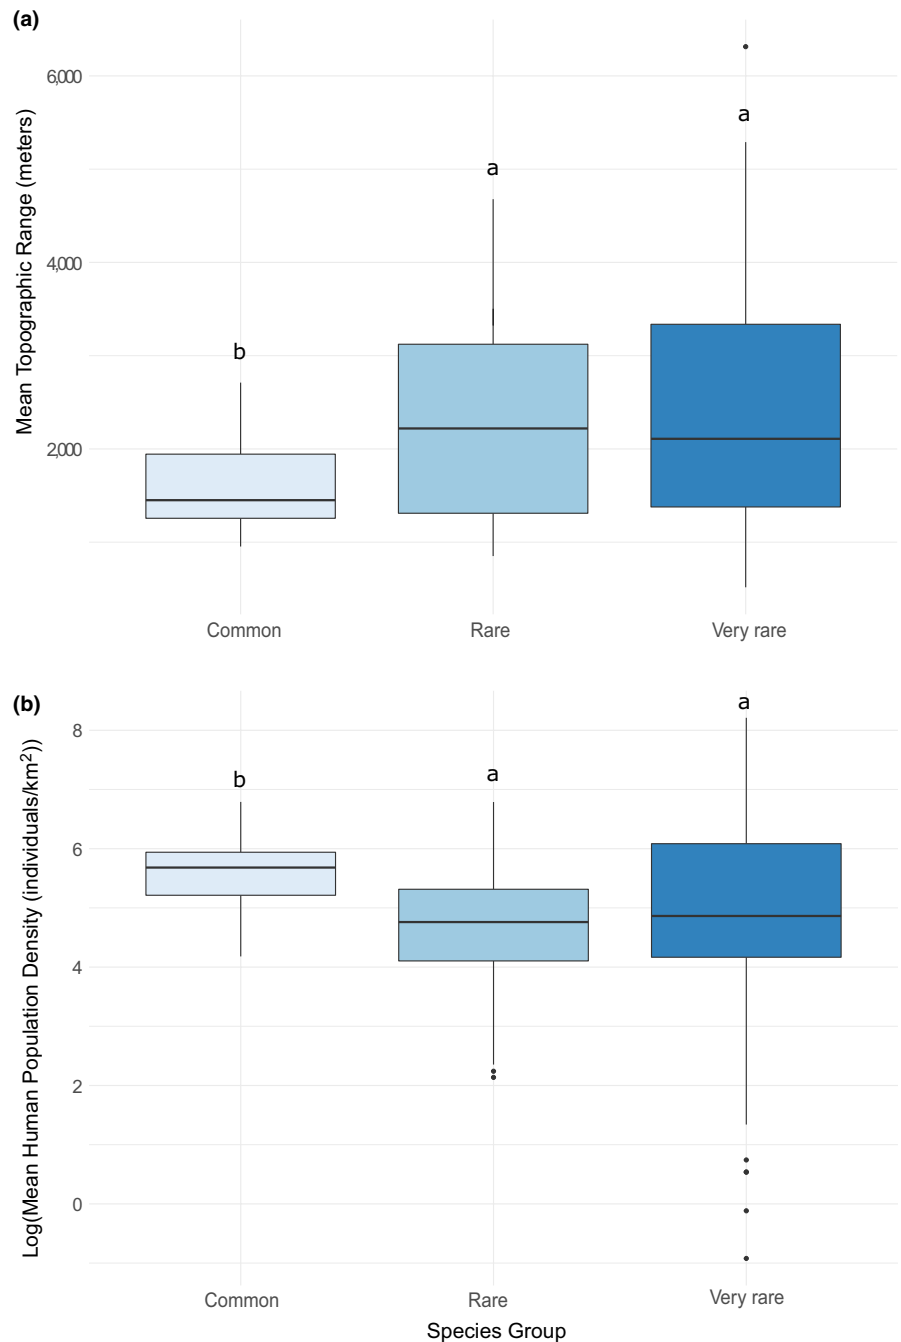 (a)
Mean Topographic Range (meters)
6,000
4,000
2,000
b
a
a
Common
Rare
Very rare
(b)
Log(Mean Human Population Density (individuals/km²))
8
6
4
2
0
b
a
a
Common
Rare
Very rare
Species Group